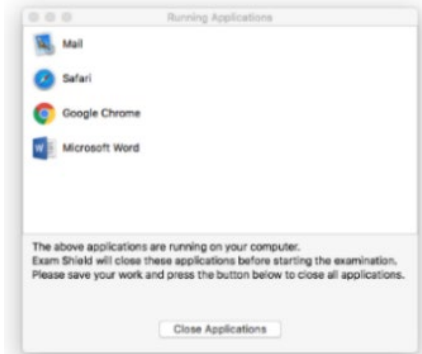 Running Applications
Mail
Safari
Google Chrome
Microsoft Word
The above applications are running on your computer.
Exam Shield will close these applications before starting the examination.
Please save your work and press the button below to close all applications.
Close Applications